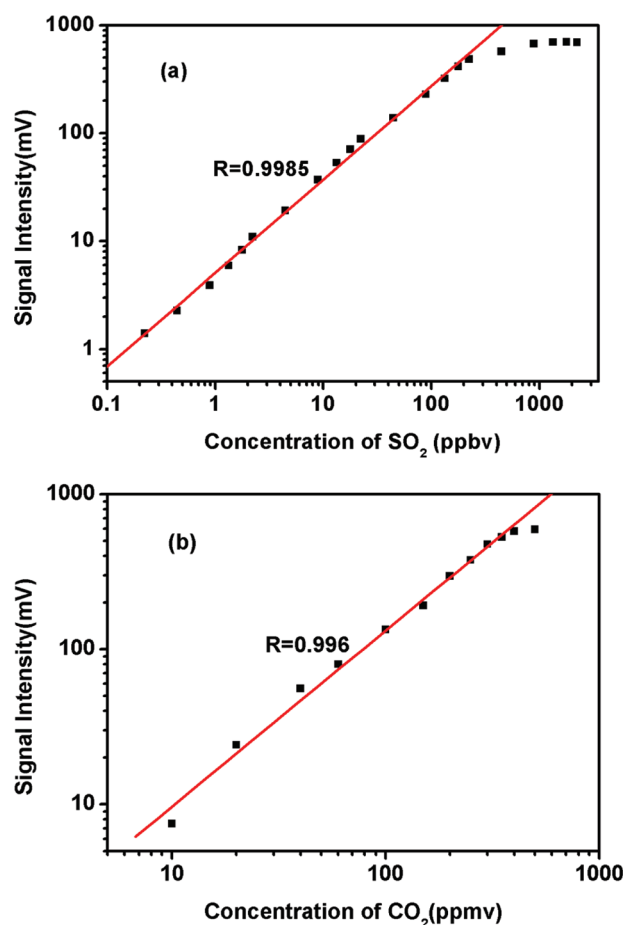 1000
(a)
100
R=0.9985
10
1
0.1 1 10 100 1000
Signal Intensity(mV)
Concentration of SO₂ (ppbv)
1000
(b)
100
R=0.996
10
10 100 1000
Signal Intensity(mV)
Concentration of CO₂(ppmv)